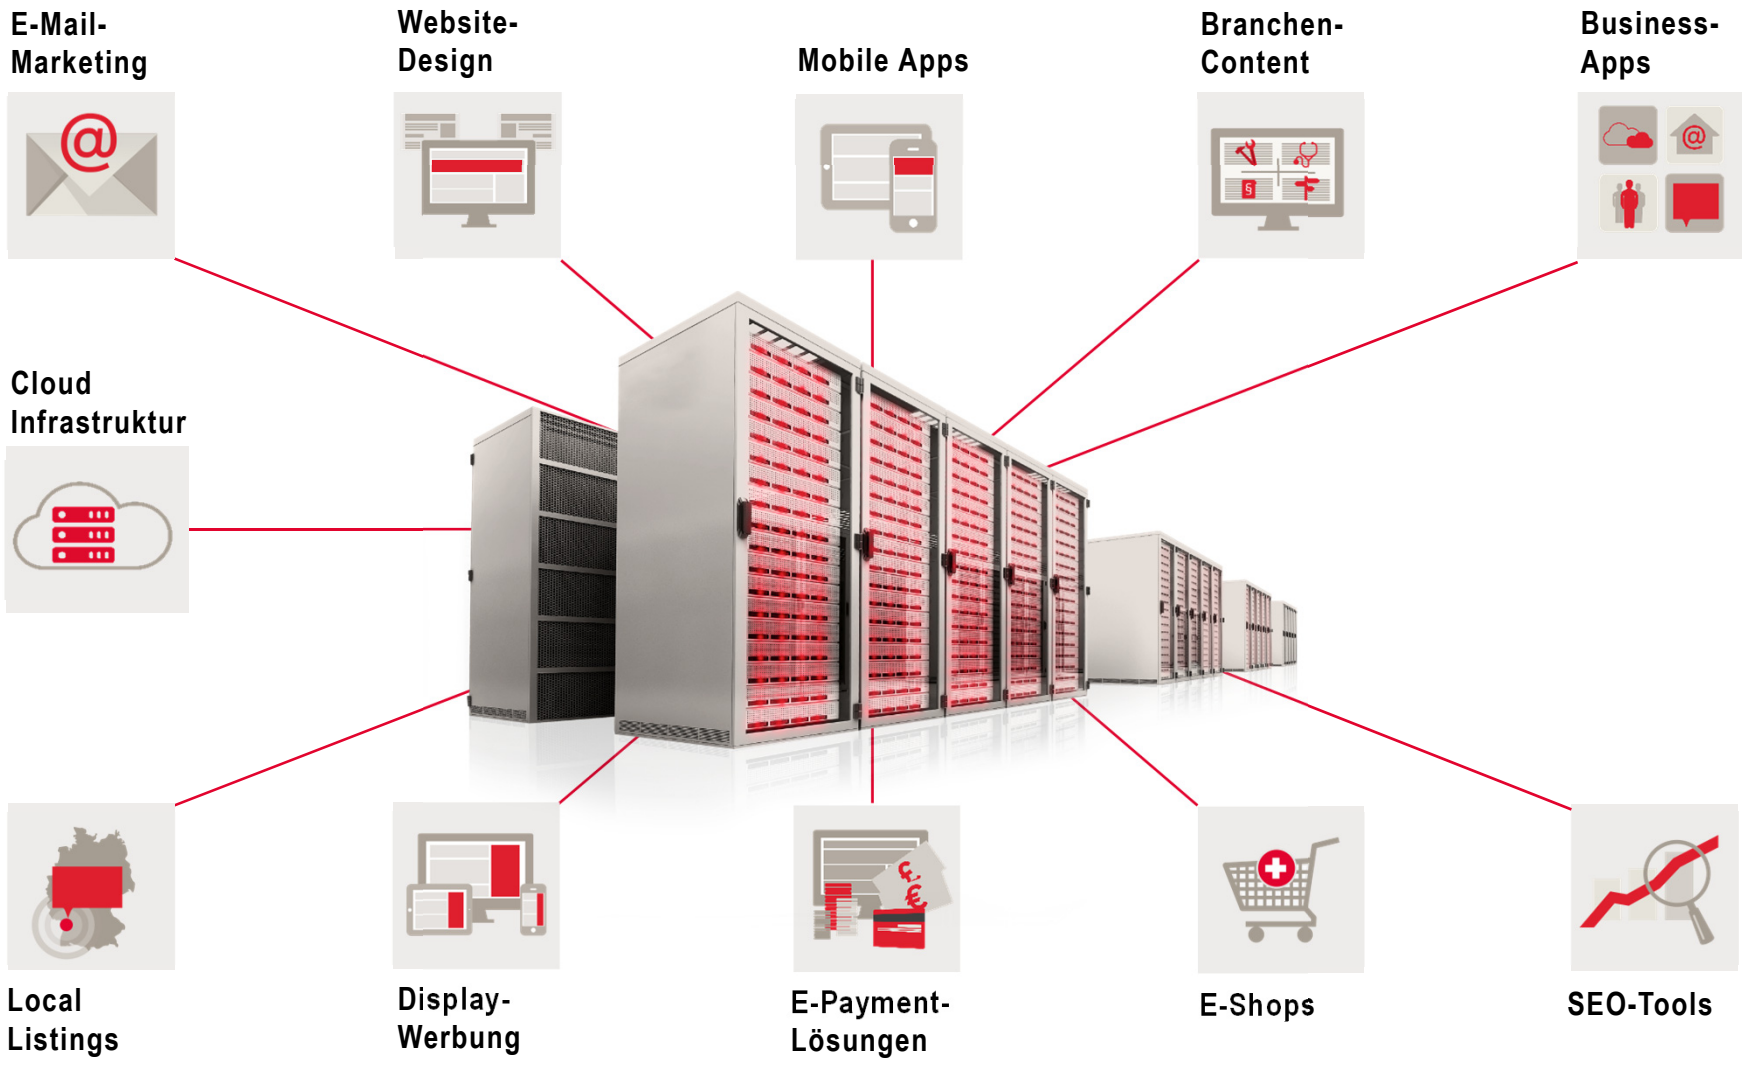 E-Mail-
Marketing
Website-
Design
Mobile Apps
Branchen-
Content
Business-
Apps
@
@
§
Cloud
Infrastruktur
£
€
Local
Listings
Display-
Werbung
E-Payment-
Lösungen
E-Shops
SEO-Tools